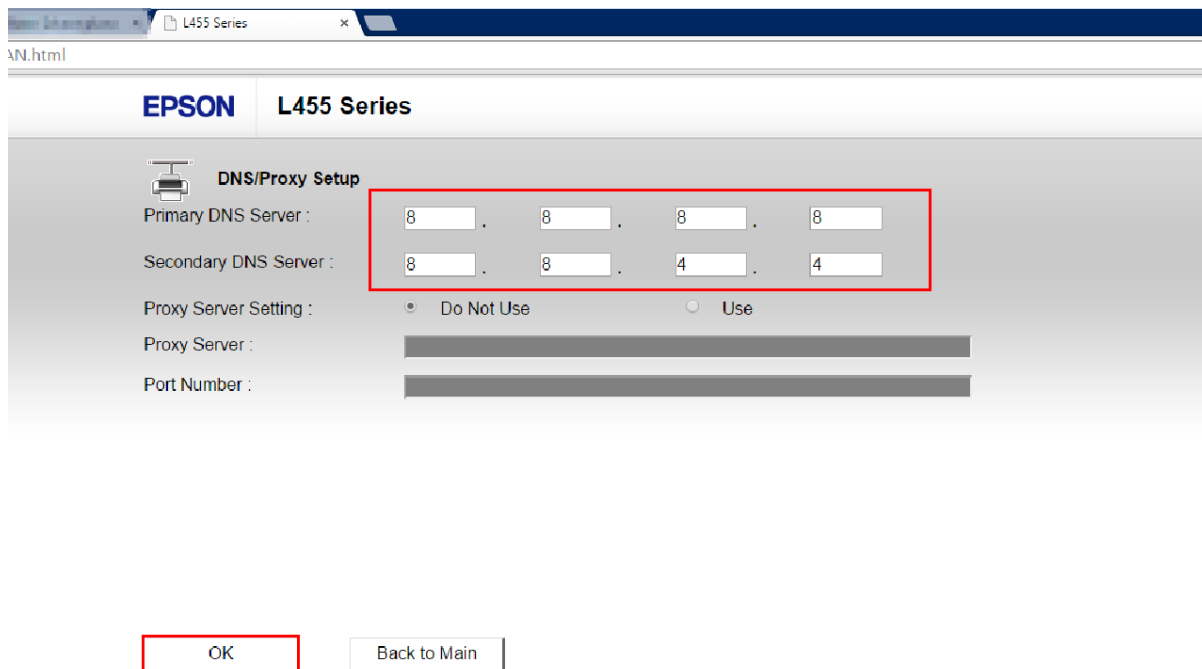 L455 Series ×
AN.html
EPSON L455 Series
DNS/Proxy Setup
Primary DNS Server : 8 . 8 . 8 . 8
Secondary DNS Server : 8 . 8 . 4 . 4
Proxy Server Setting : Do Not Use Use
Proxy Server :
Port Number :
OK Back to Main